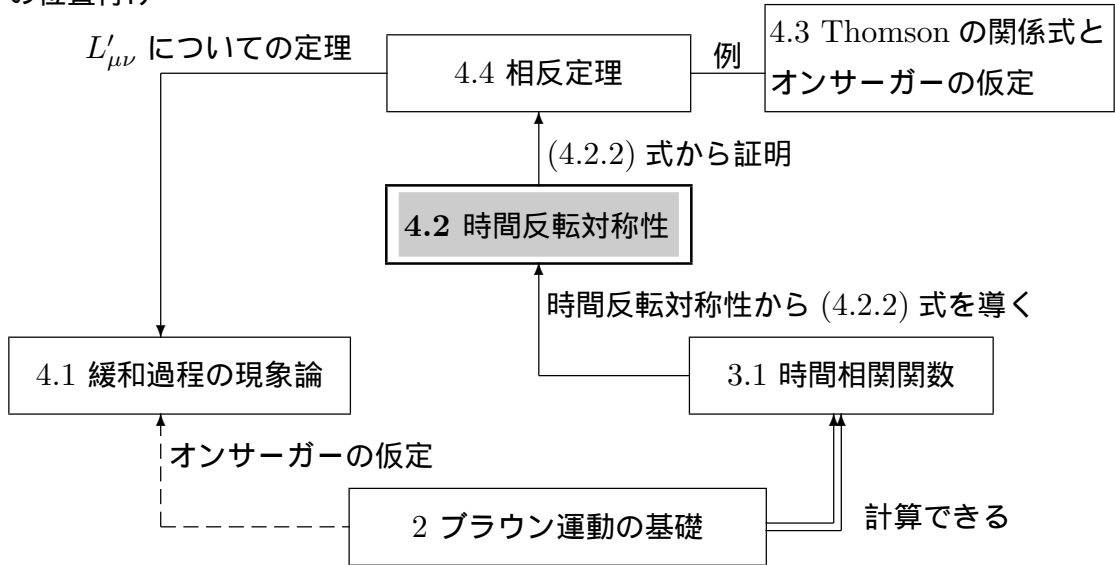 の位置付け
L′μν についての定理
4.4 相反定理
例
4.3 Thomson の関係式と
オンサーガーの仮定
(4.2.2) 式から証明
4.2 時間反転対称性
時間反転対称性から (4.2.2) 式を導く
4.1 緩和過程の現象論
3.1 時間相関関数
オンサーガーの仮定
2 ブラウン運動の基礎
計算できる